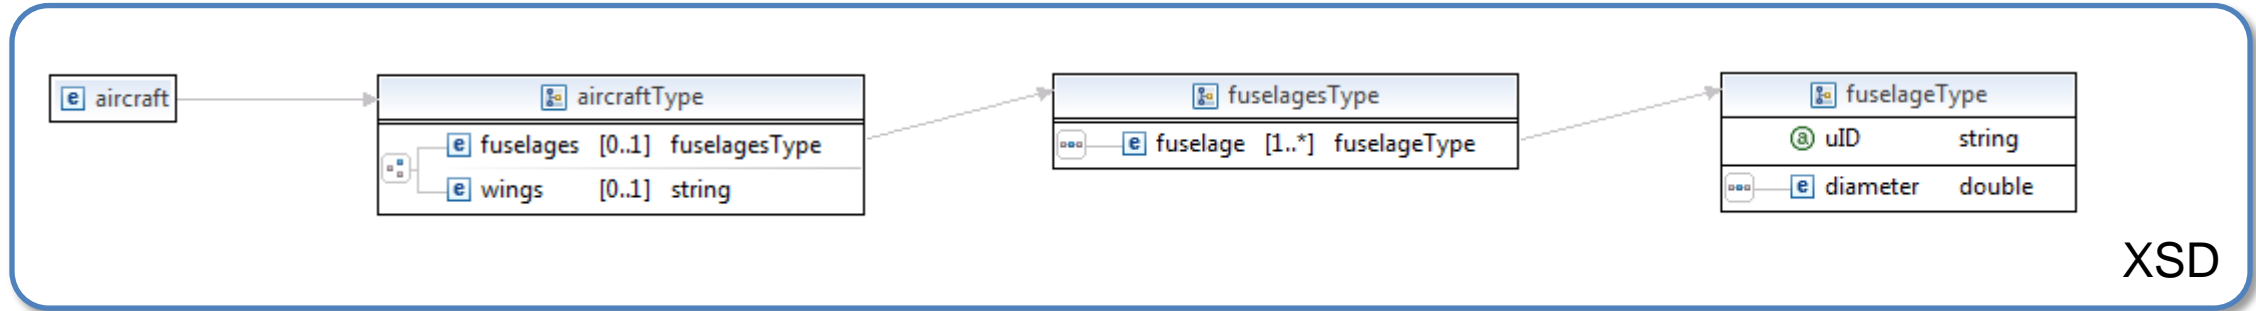 e aircraft
aircraftType
e fuselages [0..1] fuselagesType
e wings [0..1] string
fuselagesType
e fuselage [1..*] fuselageType
fuselageType
a uID string
e diameter double
XSD